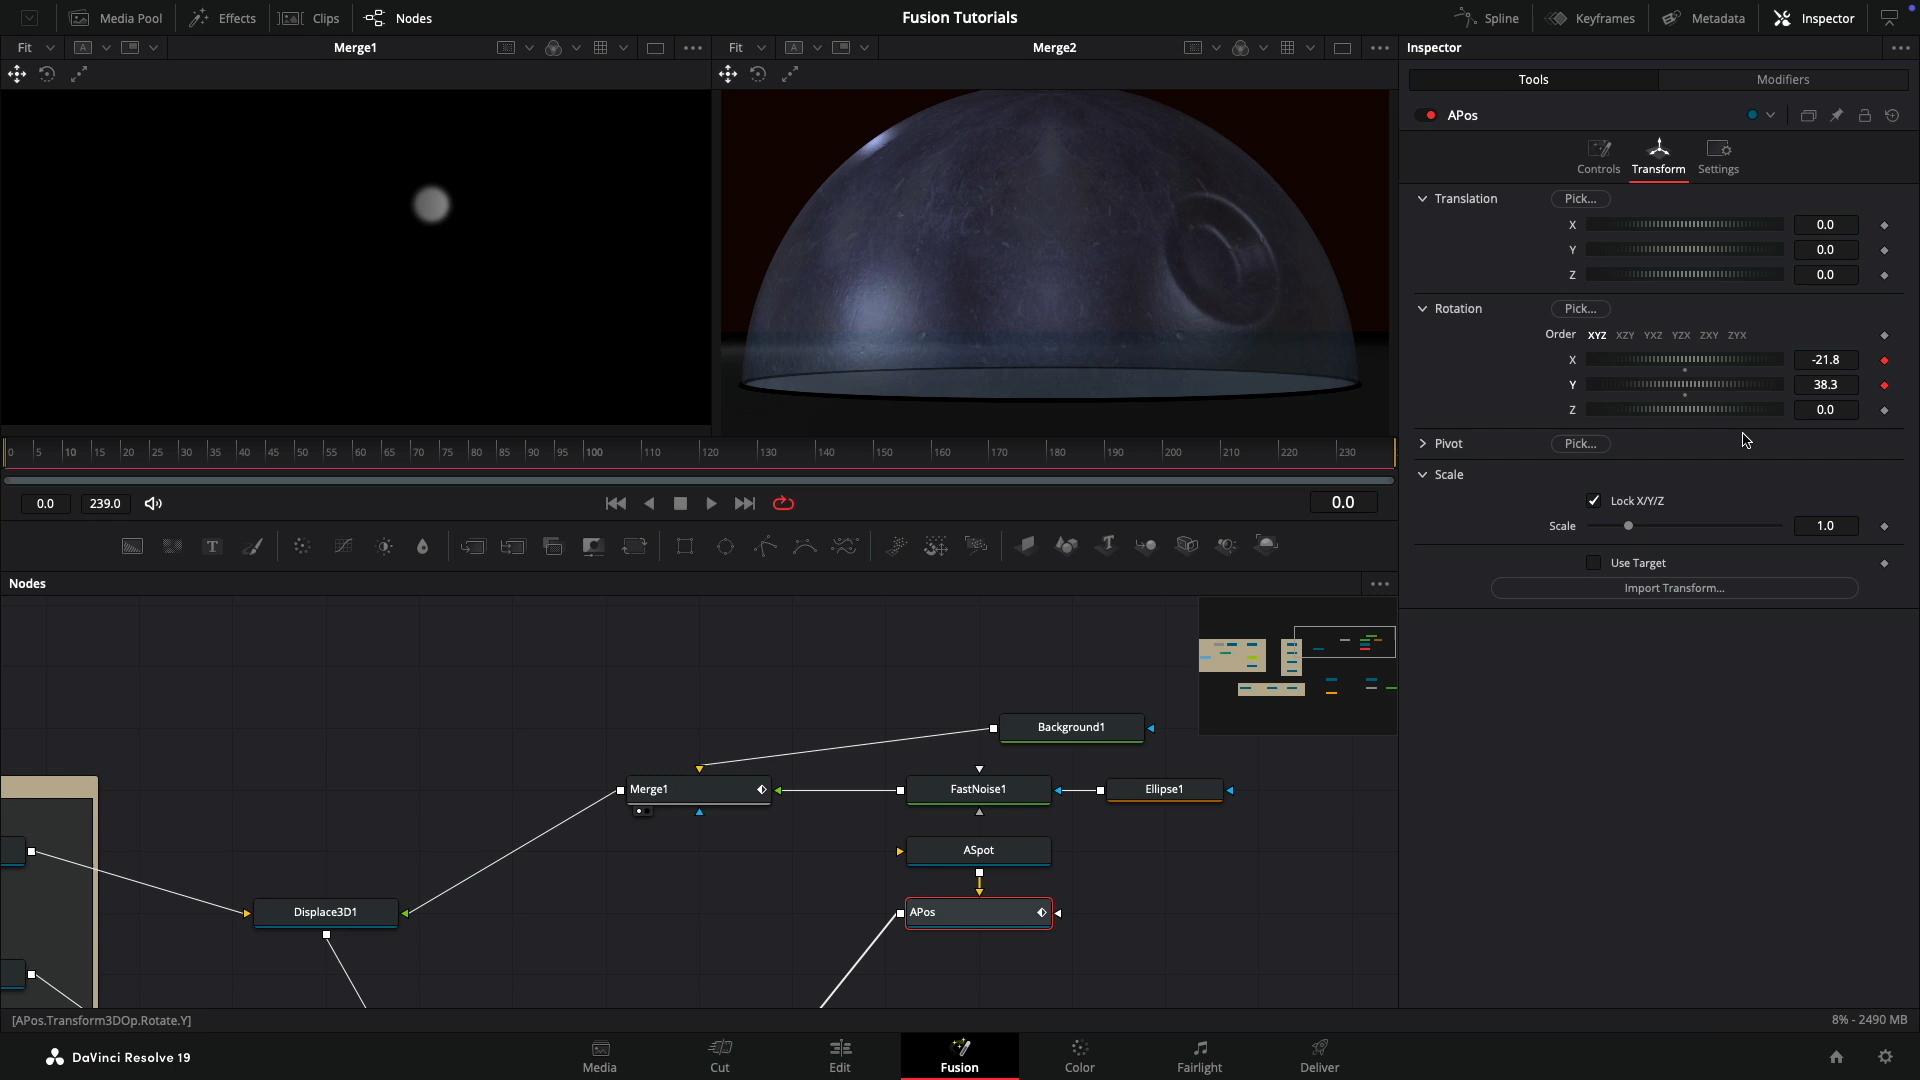 Media Pool Effects Clips Nodes Fusion Tutorials Spline Keyframes Metadata Inspector
Fit A Merge1 Fit A Merge2 Inspector
Tools Modifiers
APos
Controls Transform Settings
Translation Pick...
X 0.0
Y 0.0
Z 0.0
Rotation Pick...
Order XYZ XZY YXZ YZX ZXY ZYX
X -21.8
Y 38.3
Z 0.0
Pivot Pick...
Scale
Lock X/Y/Z
Scale 1.0
Use Target
Import Transform...
0 5 10 15 20 25 30 35 40 45 50 55 60 65 70 75 80 85 90 95 100 110 120 130 140 150 160 170 180 190 200 210 220 230
0.0 239.0 0.0
T
Nodes
Background1
Merge1 FastNoise1 Ellipse1
ASpot
Displace3D1 APos
[APos.Transform3DOp.Rotate.Y] 8% - 2490 MB
DaVinci Resolve 19 Media Cut Edit Fusion Color Fairlight Deliver